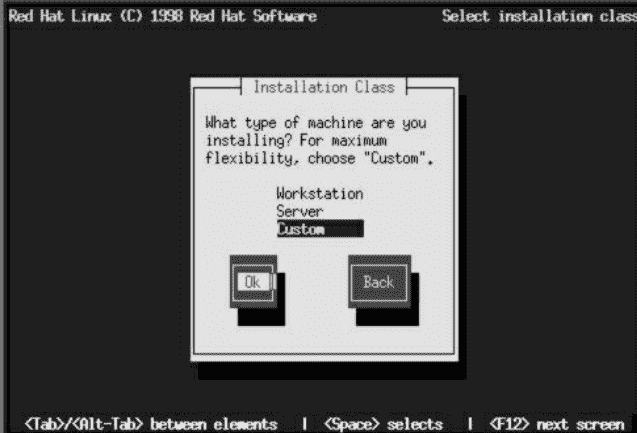 Red Hat Linux (C) 1998 Red Hat Software Select installation class
Installation Class
What type of machine are you
installing? For maximum
flexibility, choose "Custom".
Workstation
Server
Custom
Ok Back
<Tab>/<Alt-Tab> between elements | <Space> selects | <F12> next screen